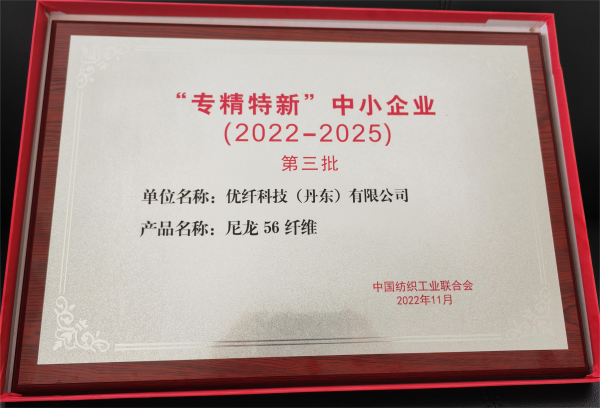 “专精特新”中小企业
(2022-2025)
第三批
单位名称：优纤科技（丹东）有限公司
产品名称：尼龙 56 纤维
中国纺织工业联合会
2022年11月